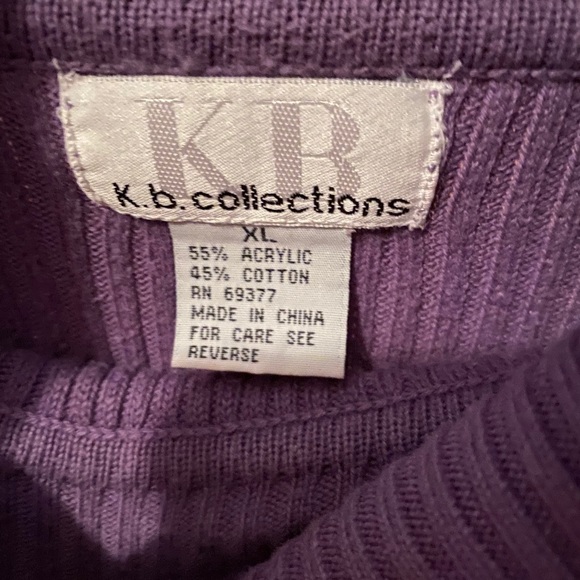 KB
K.b.collections
XL
55% ACRYLIC
45% COTTON
RN 69377
MADE IN CHINA
FOR CARE SEE
REVERSE